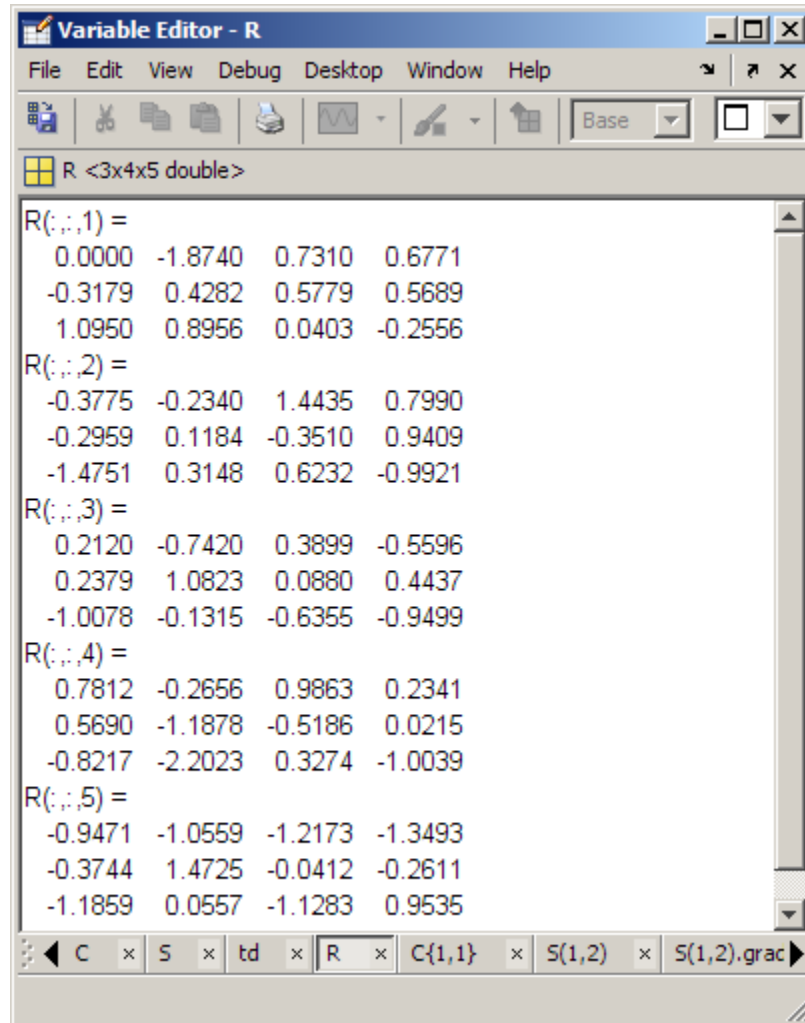 Variable Editor - R
File Edit View Debug Desktop Window Help
Base
R <3x4x5 double>
R(:,:,1) =
0.0000 -1.8740 0.7310 0.6771
-0.3179 0.4282 0.5779 0.5689
1.0950 0.8956 0.0403 -0.2556
R(:,:,2) =
-0.3775 -0.2340 1.4435 0.7990
-0.2959 0.1184 -0.3510 0.9409
-1.4751 0.3148 0.6232 -0.9921
R(:,:,3) =
0.2120 -0.7420 0.3899 -0.5596
0.2379 1.0823 0.0880 0.4437
-1.0078 -0.1315 -0.6355 -0.9499
R(:,:,4) =
0.7812 -0.2656 0.9863 0.2341
0.5690 -1.1878 -0.5186 0.0215
-0.8217 -2.2023 0.3274 -1.0039
R(:,:,5) =
-0.9471 -1.0559 -1.2173 -1.3493
-0.3744 1.4725 -0.0412 -0.2611
-1.1859 0.0557 -1.1283 0.9535
C S td R C{1,1} S(1,2) S(1,2).grac